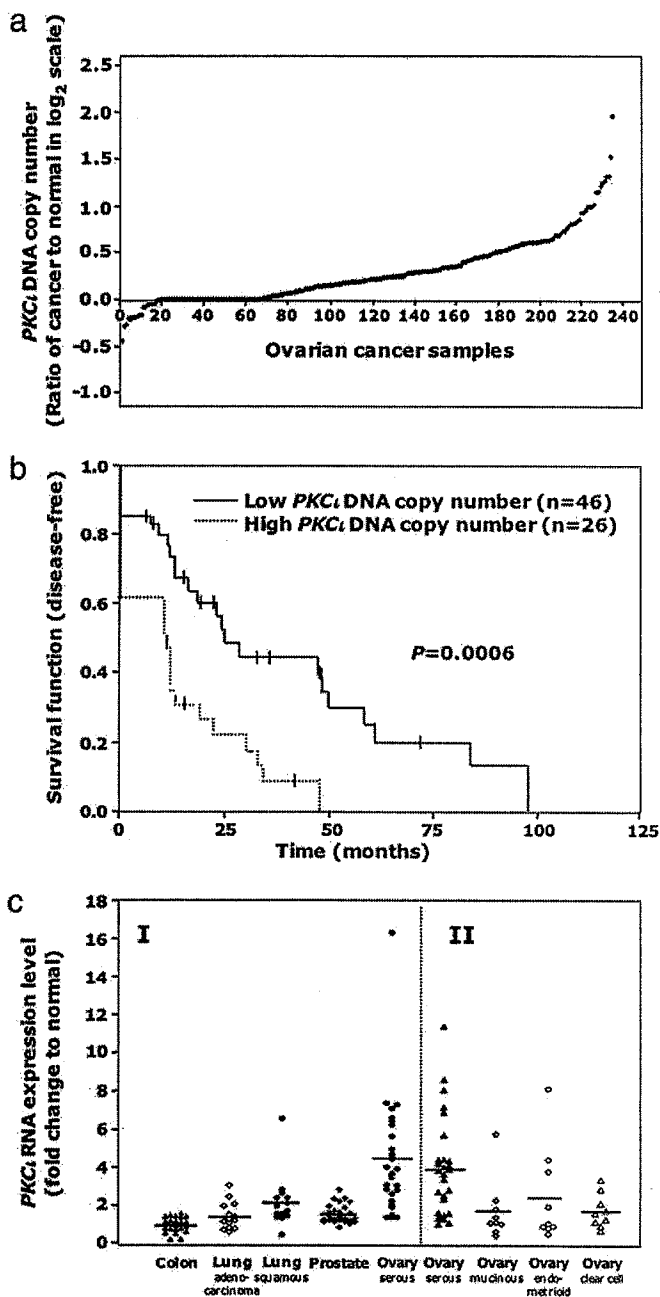 a
PKCι DNA copy number
(Ratio of cancer to normal in log2 scale)
2.5
2.0
1.5
1.0
0.5
0.0
-0.5
-1.0
0 20 40 60 80 100 120 140 160 180 200 220 240
Ovarian cancer samples
b
Survival function (disease-free)
1.0
0.8
0.6
0.4
0.2
0.0
Low PKCι DNA copy number (n=46)
High PKCι DNA copy number (n=26)
P=0.0006
0 25 50 75 100 125
Time (months)
c
PKCι RNA expression level
(fold change to normal)
18
16
14
12
10
8
6
4
2
0
I II
Colon Lung Lung Prostate Ovary Ovary Ovary Ovary Ovary
adeno- squamous serous serous mucinous endo- clear cell
carcinoma metrioid